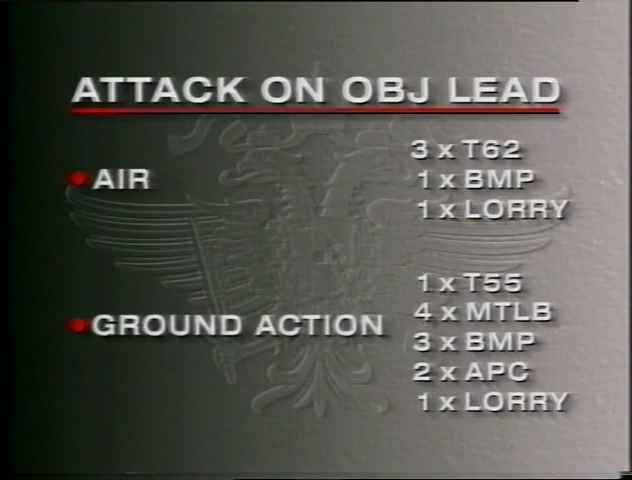 ATTACK ON OBJ LEAD
AIR
3 x T62
1 x BMP
1 x LORRY
GROUND ACTION
1 x T55
4 x MTLB
3 x BMP
2 x APC
1 x LORRY